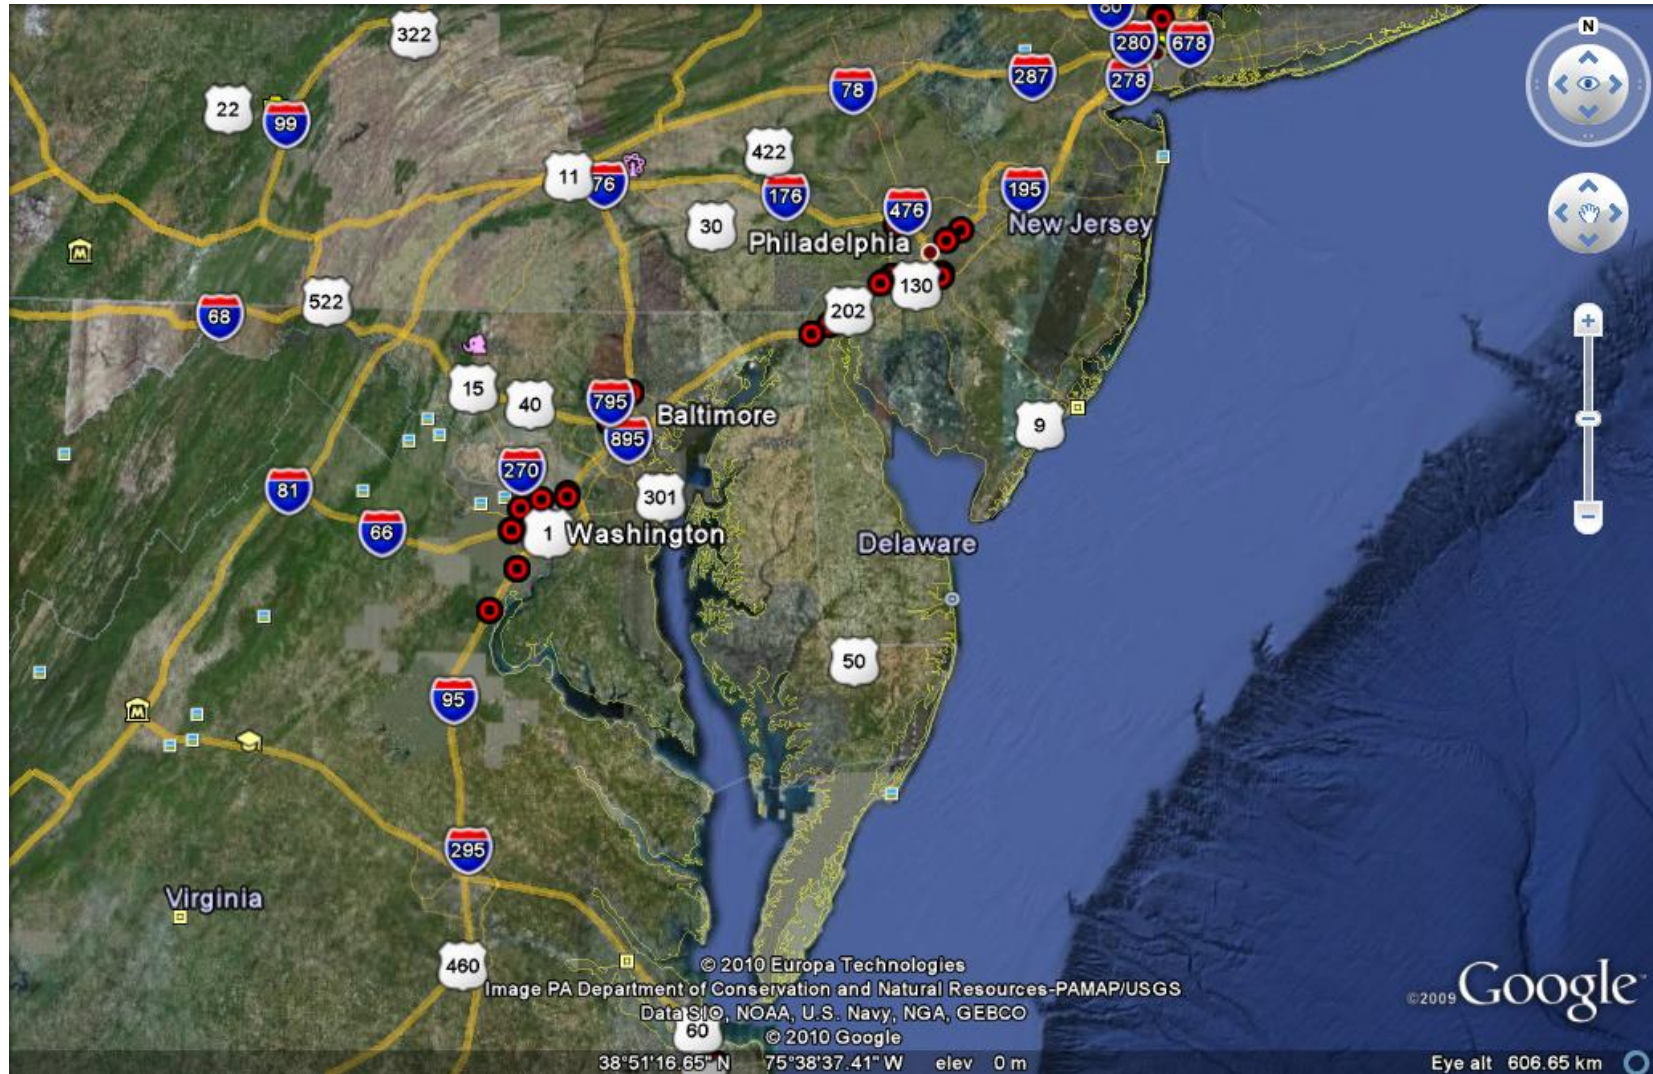 322
80
N
280
678
287
278
78
22
99
422
11
76
176
476
195
30
New Jersey
Philadelphia
130
202
522
68
15
40
795
Baltimore
9
895
270
81
301
66
1
Washington
Delaware
50
95
295
Virginia
460
© 2010 Europa Technologies
Image PA Department of Conservation and Natural Resources-PAMAP/USGS
Data SIO, NOAA, U.S. Navy, NGA, GEBCO
© 2010 Google
60
©2009 Google
38°51'16.65" N 75°38'37.41" W elev 0 m
Eye alt 606.65 km